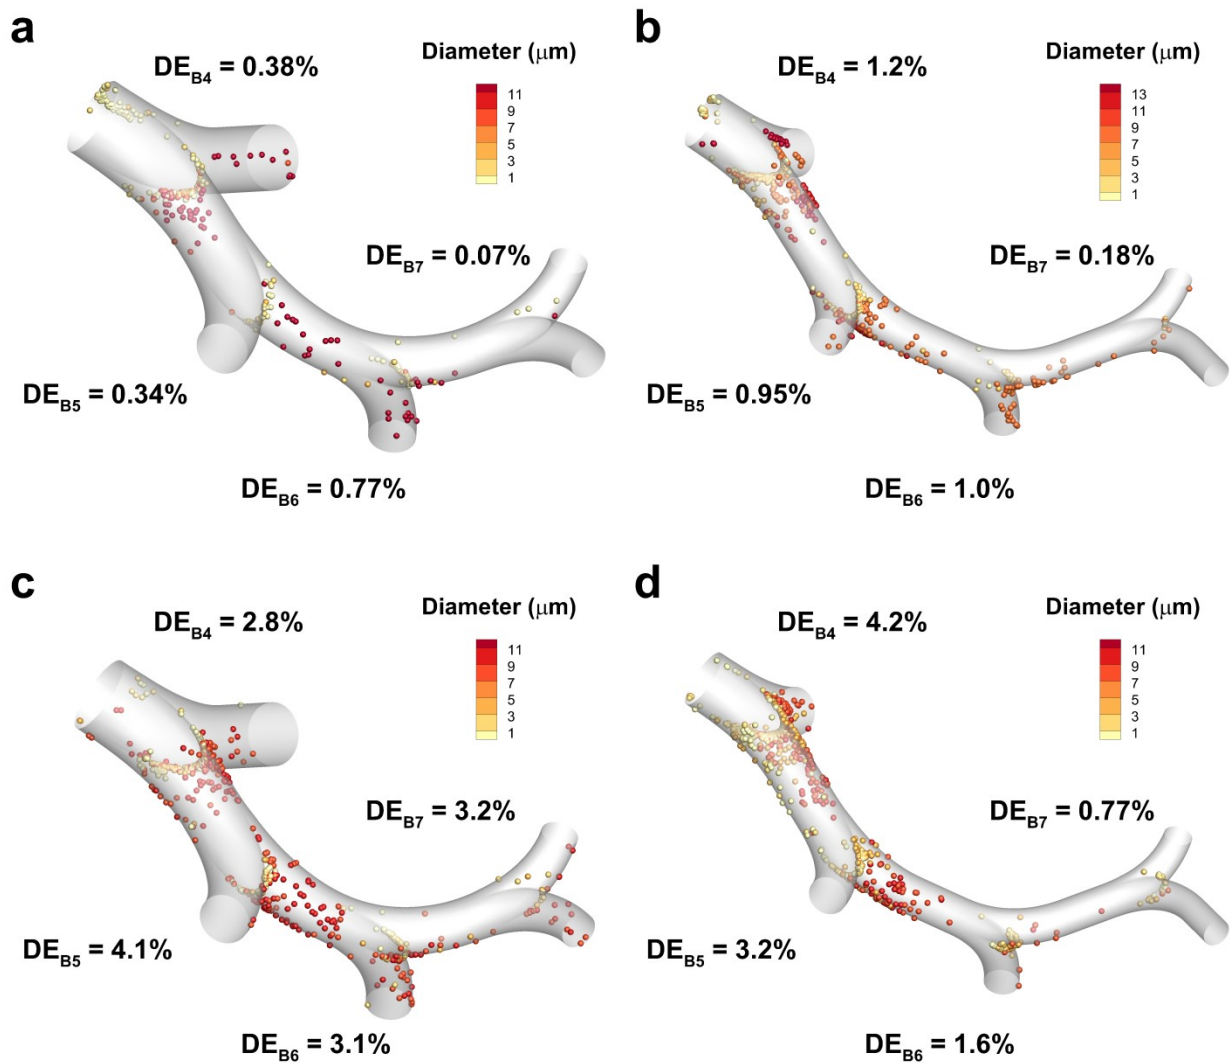 a
Diameter (μm)
DE_B4 = 0.38%
11
9
7
5
3
1
DE_B7 = 0.07%
DE_B5 = 0.34%
DE_B6 = 0.77%
b
Diameter (μm)
DE_B4 = 1.2%
13
11
9
7
5
3
1
DE_B7 = 0.18%
DE_B5 = 0.95%
DE_B6 = 1.0%
c
Diameter (μm)
DE_B4 = 2.8%
11
9
7
5
3
1
DE_B7 = 3.2%
DE_B5 = 4.1%
DE_B6 = 3.1%
d
Diameter (μm)
DE_B4 = 4.2%
11
9
7
5
3
1
DE_B7 = 0.77%
DE_B5 = 3.2%
DE_B6 = 1.6%